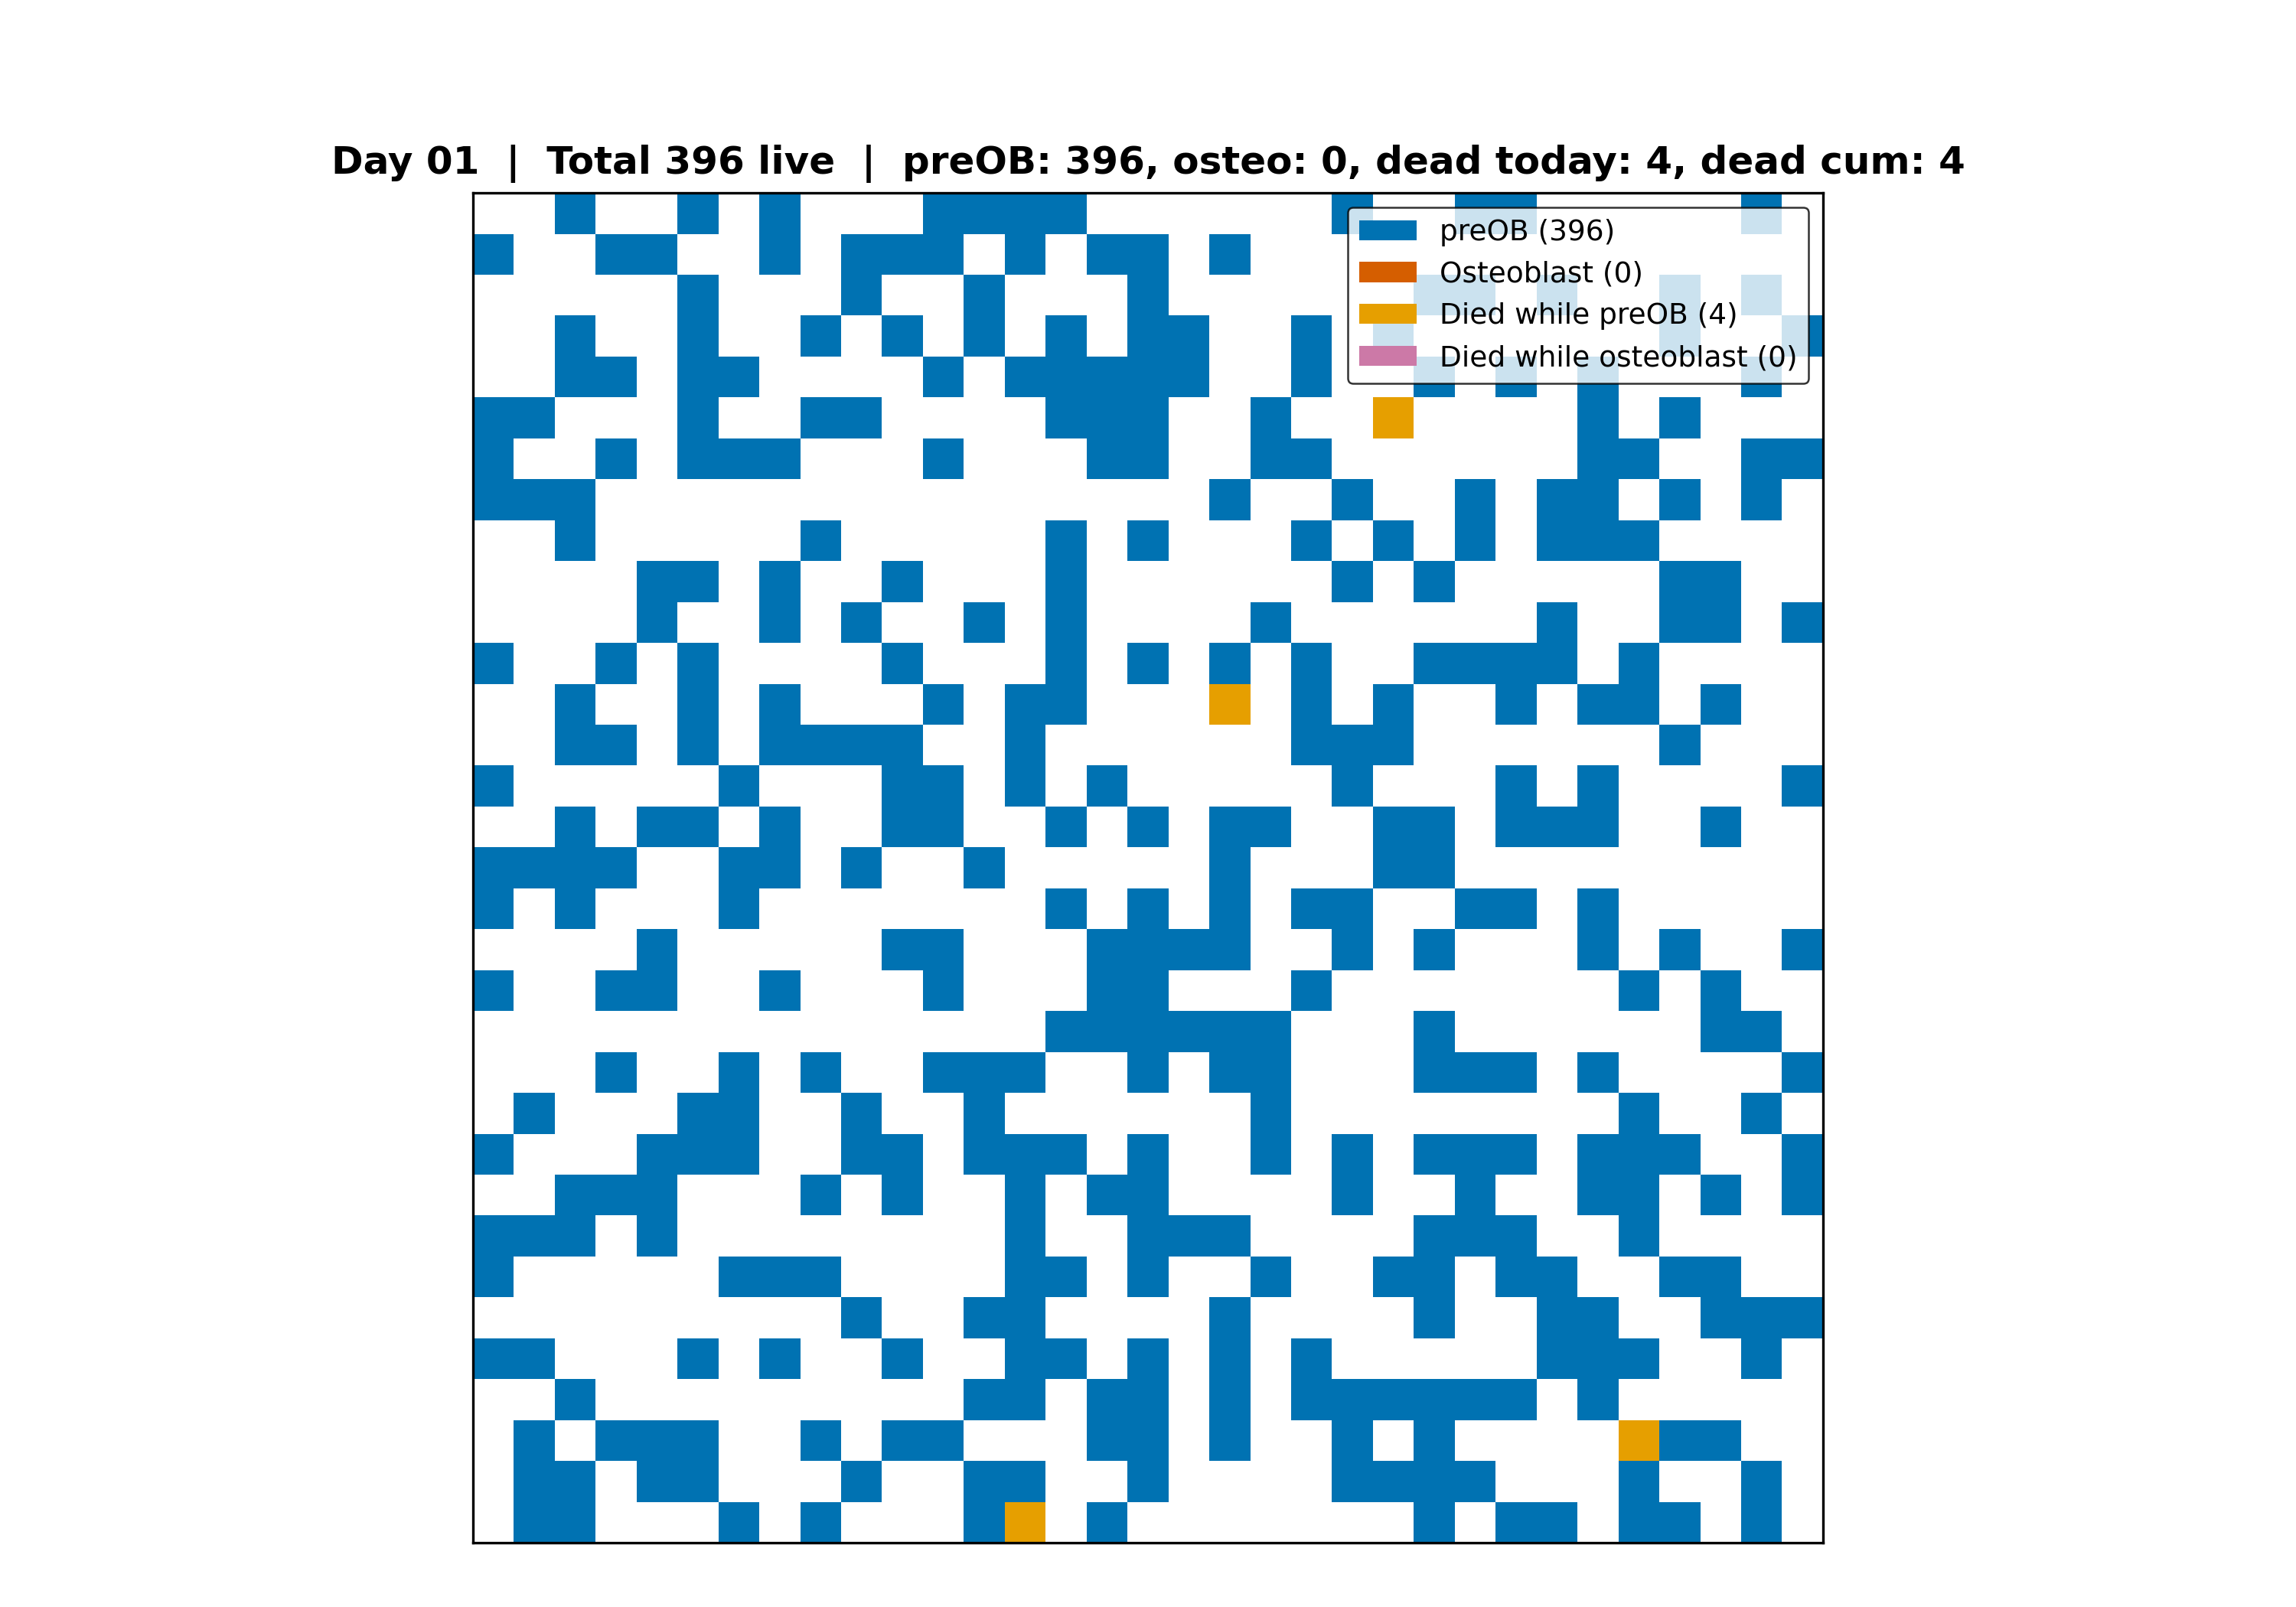 Day 01 | Total 396 live | preOB: 396, osteo: 0, dead today: 4, dead cum: 4
preOB (396)
Osteoblast (0)
Died while preOB (4)
Died while osteoblast (0)